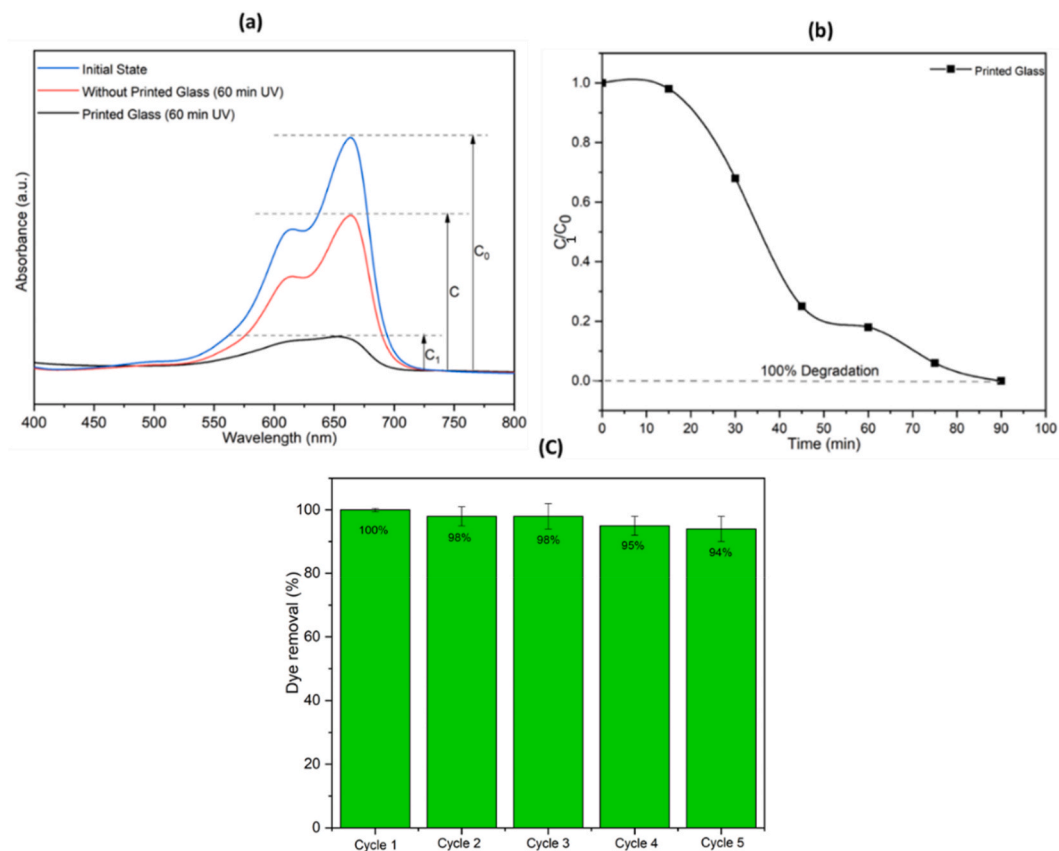 (a)
Initial State
Without Printed Glass (60 min UV)
Printed Glass (60 min UV)
C₀
C
C₁
Absorbance (a.u.)
400 450 500 550 600 650 700 750 800
Wavelength (nm)
(b)
Printed Glass
1.0
0.8
0.6
0.4
0.2
0.0
C₁/C₀
100% Degradation
0 10 20 30 40 50 60 70 80 90 100
Time (min)
(C)
100
80
60
40
20
0
Dye removal (%)
100%
98%
98%
95%
94%
Cycle 1 Cycle 2 Cycle 3 Cycle 4 Cycle 5